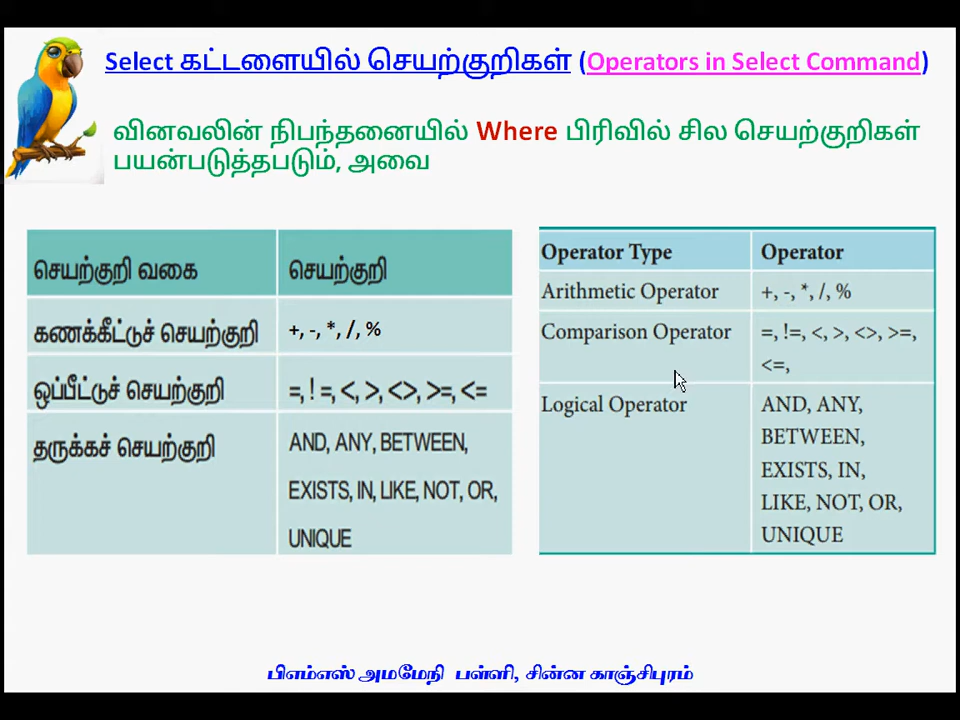 Select கட்டளையில் செயற்குறிகள் (Operators in Select Command)
வினவலின் நிபந்தனையில் Where பிரிவில் சில செயற்குறிகள்
பயன்படுத்தபடும், அவை
செயற்குறி வகை செயற்குறி
கணக்கீட்டுச் செயற்குறி +, -, *, /, %
ஒப்பீட்டுச் செயற்குறி =, ! =, <, >, <>, >=, <=
தருக்கச் செயற்குறி AND, ANY, BETWEEN,
EXISTS, IN, LIKE, NOT, OR,
UNIQUE
Operator Type Operator
Arithmetic Operator +, -, *, /, %
Comparison Operator =, !=, <, >, <>, >=,
<=,
Logical Operator AND, ANY,
BETWEEN,
EXISTS, IN,
LIKE, NOT, OR,
UNIQUE
பிஎம்எஸ் அமமேநி பள்ளி, சின்ன காஞ்சிபுரம்